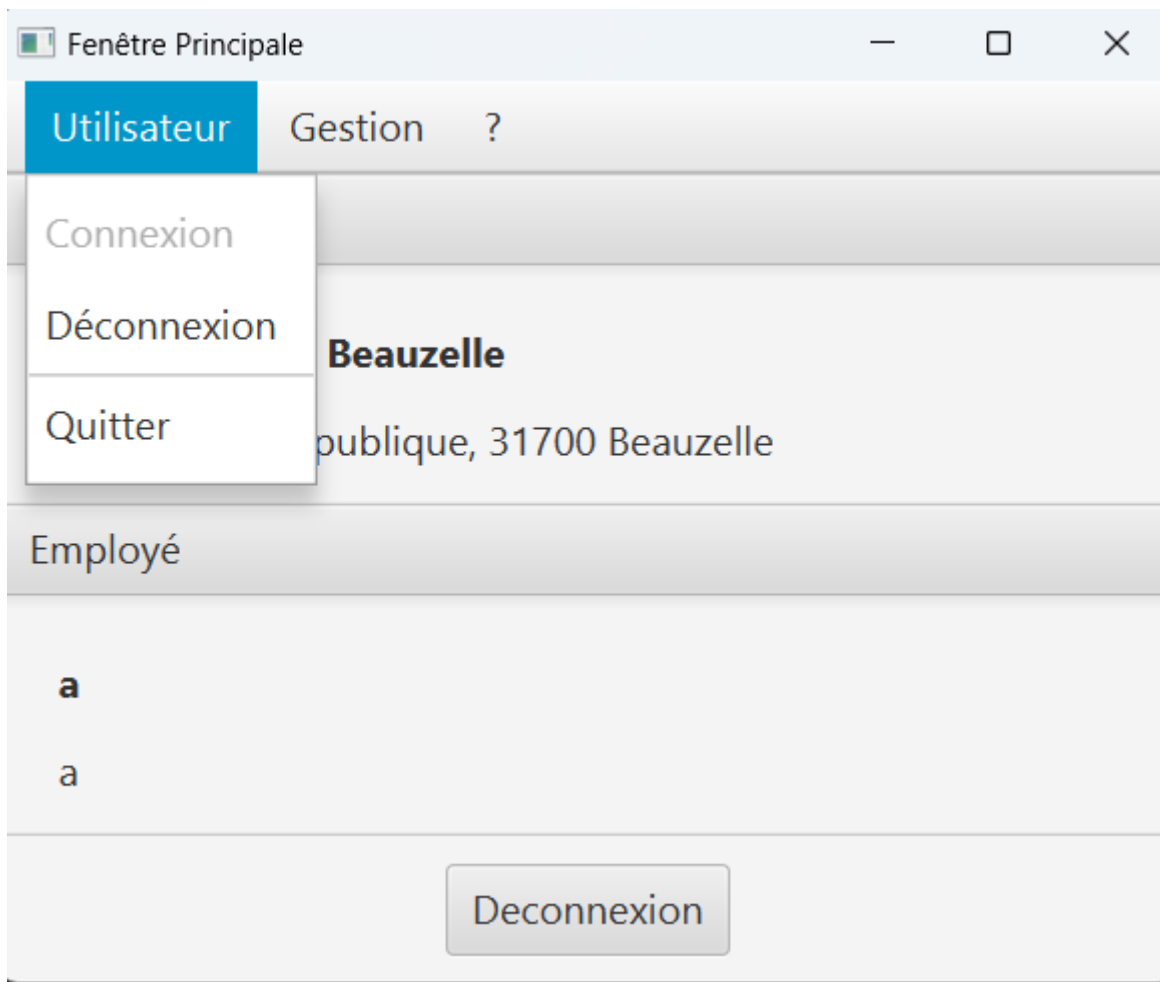 Fenêtre Principale
Utilisateur Gestion ?
Connexion
Déconnexion
Quitter
Beauzelle
publique, 31700 Beauzelle
Employé
a
a
Deconnexion